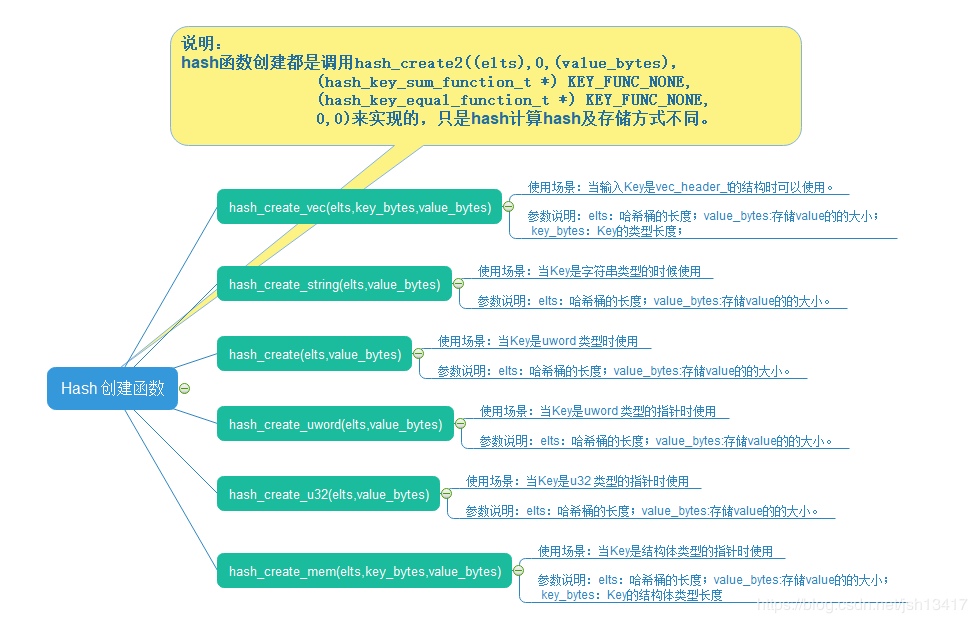 说明：
hash函数创建都是调用hash_create2((elts),0,(value_bytes),
(hash_key_sum_function_t *) KEY_FUNC_NONE,
(hash_key_equal_function_t *) KEY_FUNC_NONE,
0,0)来实现的，只是hash计算hash及存储方式不同。
Hash 创建函数
hash_create_vec(elts,key_bytes,value_bytes)
使用场景：当输入Key是vec_header_t的结构时可以使用。
参数说明：elts：哈希桶的长度；value_bytes:存储value的的大小；
key_bytes：Key的类型长度；
hash_create_string(elts,value_bytes)
使用场景：当Key是字符串类型的时候使用
参数说明：elts：哈希桶的长度；value_bytes:存储value的的大小。
hash_create(elts,value_bytes)
使用场景：当Key是uword 类型时使用
参数说明：elts：哈希桶的长度；value_bytes:存储value的的大小。
hash_create_uword(elts,value_bytes)
使用场景：当Key是uword 类型的指针时使用
参数说明：elts：哈希桶的长度；value_bytes:存储value的的大小。
hash_create_u32(elts,value_bytes)
使用场景：当Key是u32 类型的指针时使用
参数说明：elts：哈希桶的长度；value_bytes:存储value的的大小。
hash_create_mem(elts,key_bytes,value_bytes)
使用场景：当Key是结构体类型的指针时使用
参数说明：elts：哈希桶的长度；value_bytes:存储value的的大小；
key_bytes：Key的结构体类型长度
https://blog.csdn.net/jsh13417